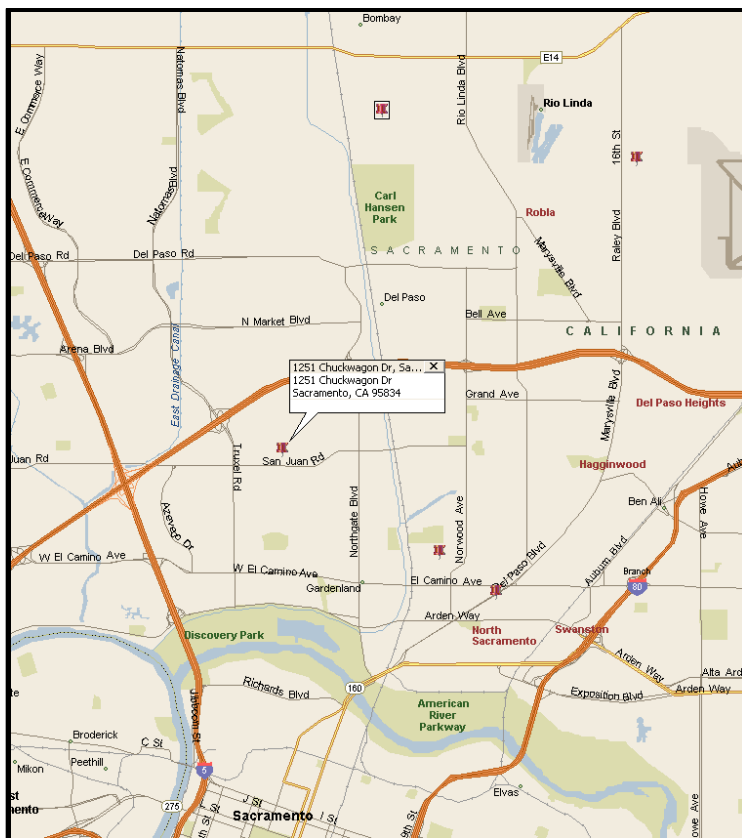 Bombay
E14
Natomas Blvd
E Commerce Way
Rio Linda Blvd
Rio Linda
16th St
E Commerce Way
Natomas Blvd
Carl
Hansen
Park
Robla
Raley Blvd
Marysville Blvd
SACRAMENTO
Del Paso Rd
Del Paso Rd
Del Paso
East Drainage Canal
N Market Blvd
Bell Ave
CALIFORNIA
Arena Blvd
1251 Chuckwagon Dr, Sa...
1251 Chuckwagon Dr
Sacramento, CA 95834
Grand Ave
Marysville Blvd
Del Paso Heights
Truxel Rd
Juan Rd
San Juan Rd
Hagginwood
Azevedo Dr
Northgate Blvd
Norwood Ave
Ben Ali
Howe Ave
Del Paso Blvd
Auburn Blvd
W El Camino Ave
W El Camino Ave
El Camino Ave
Gardenland
Branch
80
Arden Way
Discovery Park
North
Sacramento
Swanston
Arden Way
Richards Blvd
160
Exposition Blvd
Arden Way
American
River
Parkway
Jibboom St
Broderick
C St
Mikon
Peethill
5
Elvas
275
J St
L St
I St
Sacramento